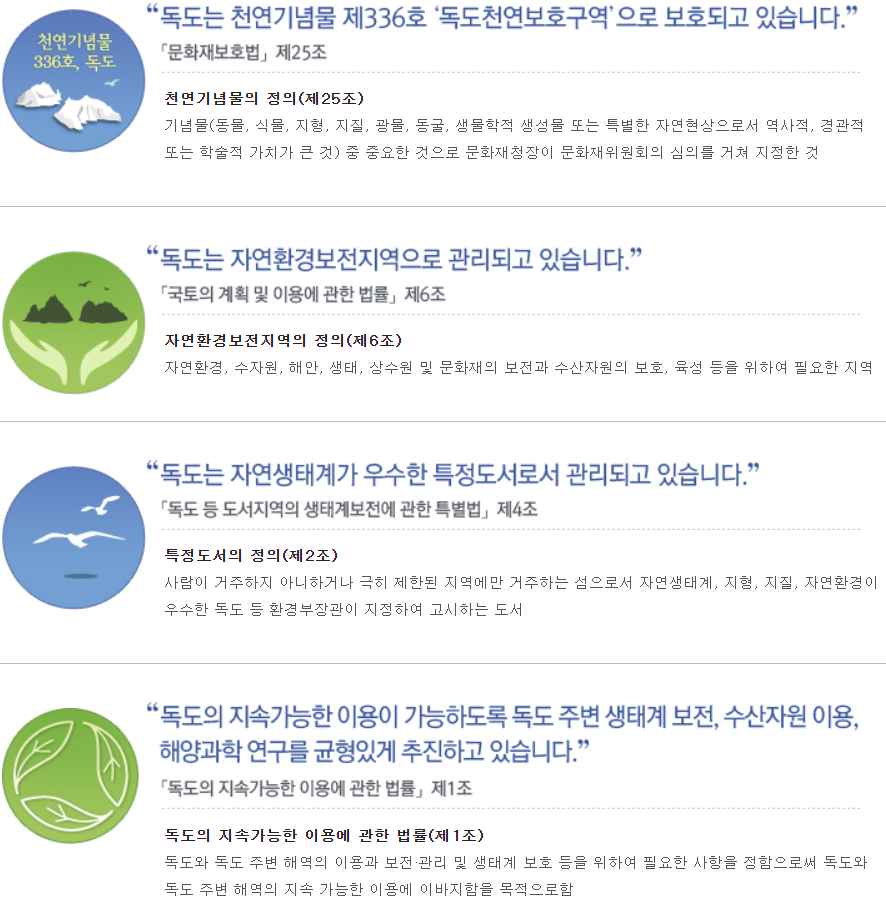 천연기념물
336호, 독도
“독도는 천연기념물 제336호 ‘독도천연보호구역’으로 보호되고 있습니다.”
「문화재보호법」 제25조
천연기념물의 정의(제25조)
기념물(동물, 식물, 지형, 지질, 광물, 동굴, 생물학적 생성물 또는 특별한 자연현상으로서 역사적, 경관적
또는 학술적 가치가 큰 것) 중 중요한 것으로 문화재청장이 문화재위원회의 심의를 거쳐 지정한 것
“독도는 자연환경보전지역으로 관리되고 있습니다.”
「국토의 계획 및 이용에 관한 법률」 제6조
자연환경보전지역의 정의(제6조)
자연환경, 수자원, 해안, 생태, 상수원 및 문화재의 보전과 수산자원의 보호, 육성 등을 위하여 필요한 지역
“독도는 자연생태계가 우수한 특정도서로서 관리되고 있습니다.”
「독도 등 도서지역의 생태계보전에 관한 특별법」 제4조
특정도서의 정의(제2조)
사람이 거주하지 아니하거나 극히 제한된 지역에만 거주하는 섬으로서 자연생태계, 지형, 지질, 자연환경이
우수한 독도 등 환경부장관이 지정하여 고시하는 도서
“독도의 지속가능한 이용이 가능하도록 독도 주변 생태계 보전, 수산자원 이용,
해양과학 연구를 균형있게 추진하고 있습니다.”
「독도의 지속가능한 이용에 관한 법률」 제1조
독도의 지속가능한 이용에 관한 법률(제1조)
독도와 독도 주변 해역의 이용과 보전·관리 및 생태계 보호 등을 위하여 필요한 사항을 정함으로써 독도와
독도 주변 해역의 지속 가능한 이용에 이바지함을 목적으로함